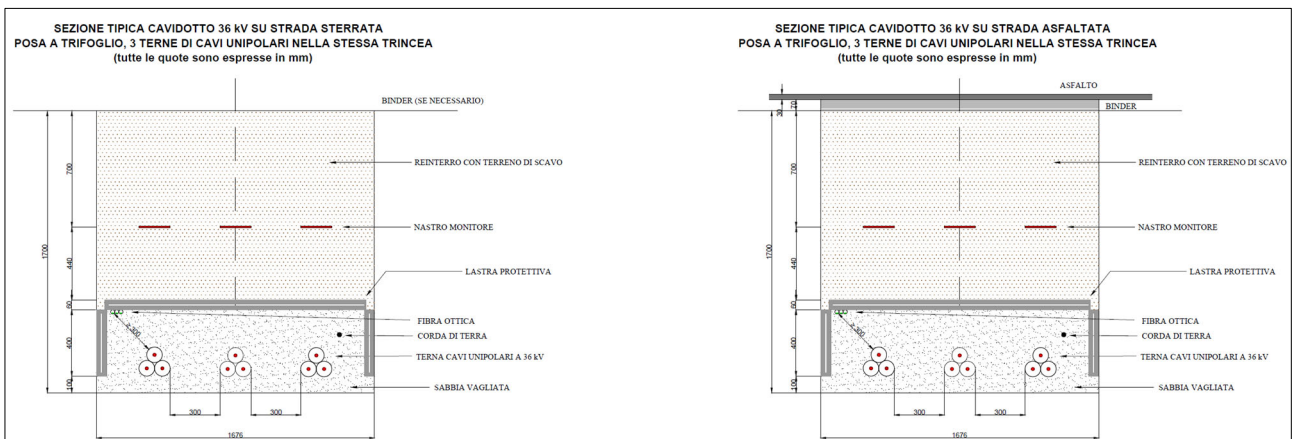 SEZIONE TIPICA CAVIDOTTO 36 kV SU STRADA STERRATA
POSA A TRIFOGLIO, 3 TERNE DI CAVI UNIPOLARI NELLA STESSA TRINCEA
(tutte le quote sono espresse in mm)
BINDER (SE NECESSARIO)
REINTERRO CON TERRENO DI SCAVO
NASTRO MONITORE
LASTRA PROTETTIVA
FIBRA OTTICA
CORDA DI TERRA
TERNA CAVI UNIPOLARI A 36 kV
SABBIA VAGLIATA
1700
700
440
60
400
100
≥300
300
300
1676
SEZIONE TIPICA CAVIDOTTO 36 kV SU STRADA ASFALTATA
POSA A TRIFOGLIO, 3 TERNE DI CAVI UNIPOLARI NELLA STESSA TRINCEA
(tutte le quote sono espresse in mm)
ASFALTO
BINDER
REINTERRO CON TERRENO DI SCAVO
NASTRO MONITORE
LASTRA PROTETTIVA
FIBRA OTTICA
CORDA DI TERRA
TERNA CAVI UNIPOLARI A 36 kV
SABBIA VAGLIATA
30
70
1700
700
440
60
400
100
≥300
300
300
1676